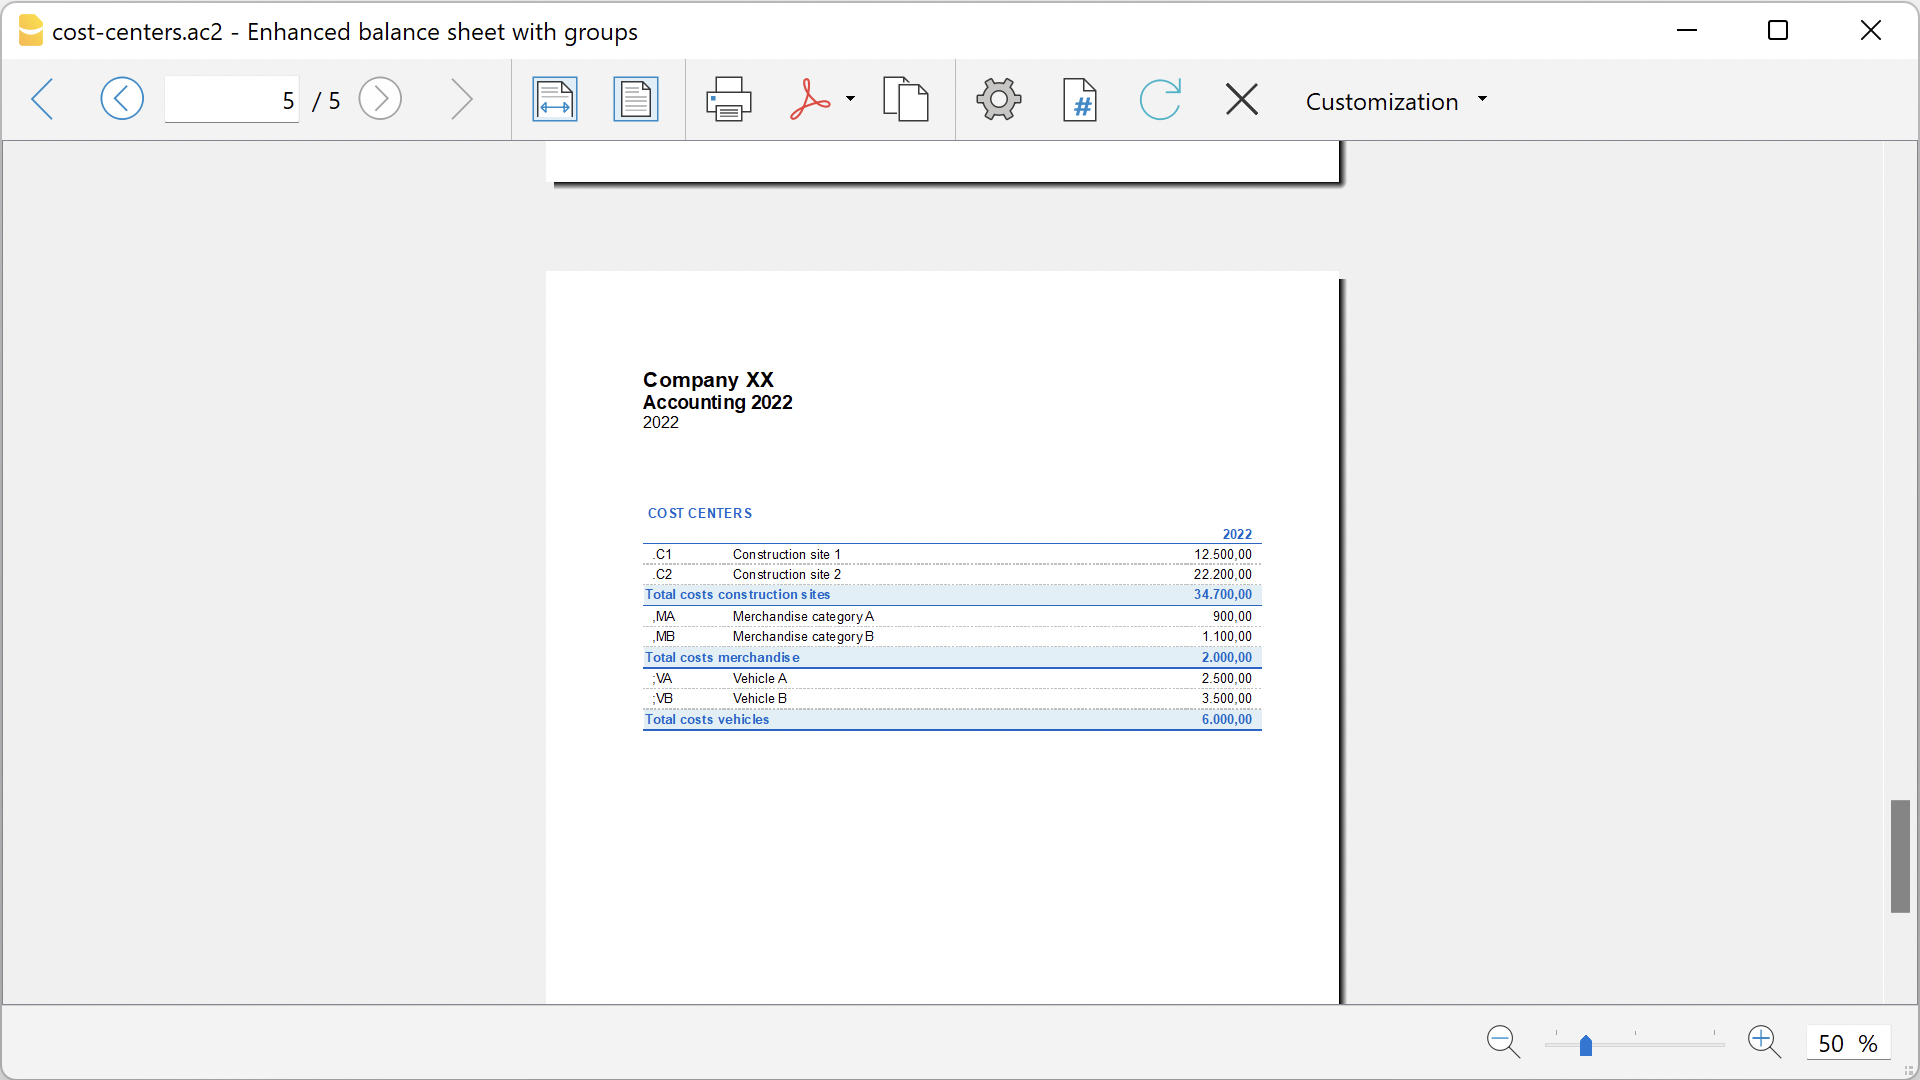 cost-centers.ac2 - Enhanced balance sheet with groups
5 / 5 # Customization
Company XX
Accounting 2022
2022
COST CENTERS
2022
.C1 Construction site 1 12.500,00
.C2 Construction site 2 22.200,00
Total costs construction sites 34.700,00
,MA Merchandise category A 900,00
,MB Merchandise category B 1.100,00
Total costs merchandise 2.000,00
;VA Vehicle A 2.500,00
;VB Vehicle B 3.500,00
Total costs vehicles 6.000,00
50 %